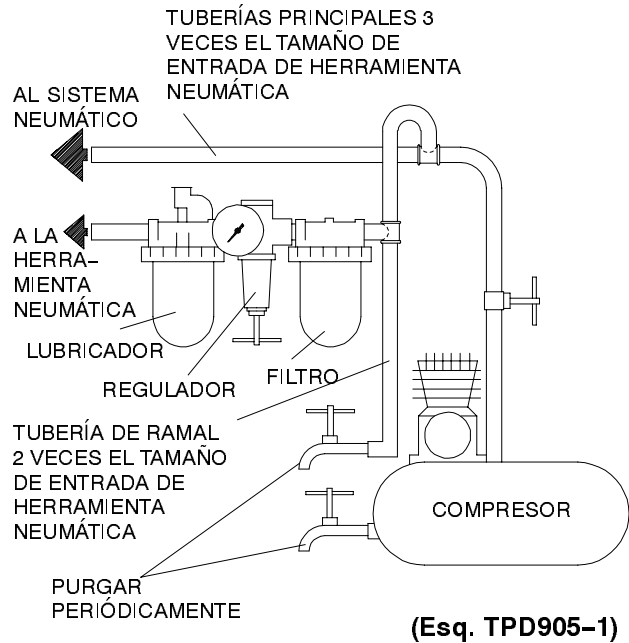 TUBERÍAS PRINCIPALES 3
VECES EL TAMAÑO DE
ENTRADA DE HERRAMIENTA
NEUMÁTICA
AL SISTEMA
NEUMÁTICO
A LA
HERRA–
MIENTA
NEUMÁTICA
LUBRICADOR
REGULADOR
FILTRO
TUBERÍA DE RAMAL
2 VECES EL TAMAÑO
DE ENTRADA DE
HERRAMIENTA
NEUMÁTICA
COMPRESOR
PURGAR
PERIÓDICAMENTE
(Esq. TPD905–1)